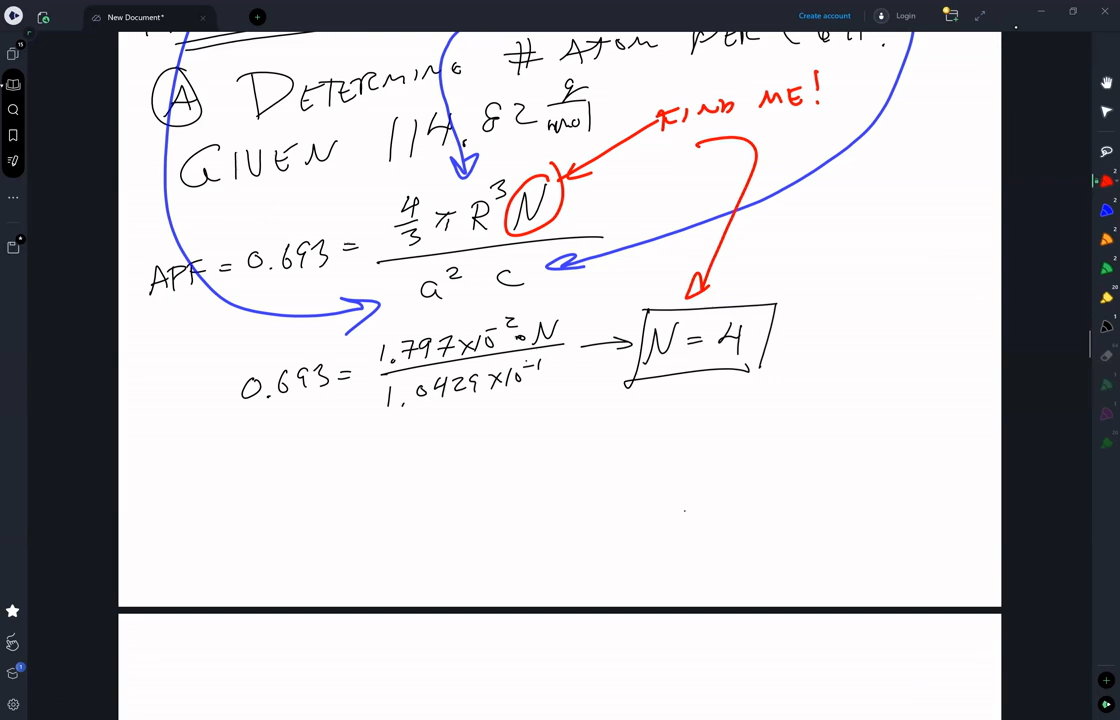 New Document*
Create account
Login
Ⓐ DETERMINE # ATOM PER CELL.
GIVEN 114.82 g/mol
FIND ME!
APF = 0.693 = 4/3 π R³ N / a² c
0.693 = 1.797 x 10⁻² · N / 1.0429 x 10⁻¹ → N = 4